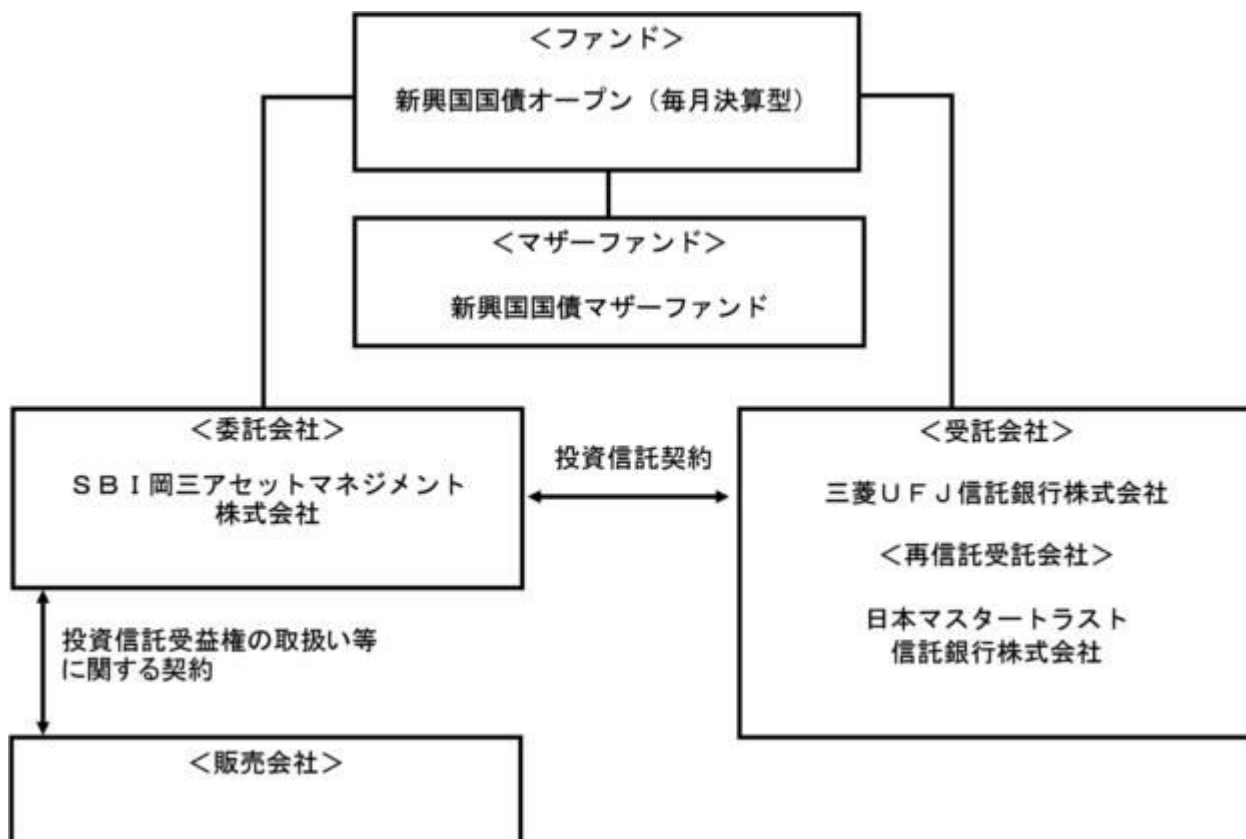 ＜ファンド＞
新興国国債オープン（毎月決算型）
＜マザーファンド＞
新興国国債マザーファンド
＜委託会社＞
ＳＢＩ岡三アセットマネジメント
株式会社
投資信託契約
＜受託会社＞
三菱ＵＦＪ信託銀行株式会社
＜再信託受託会社＞
日本マスタートラスト
信託銀行株式会社
投資信託受益権の取扱い等
に関する契約
＜販売会社＞